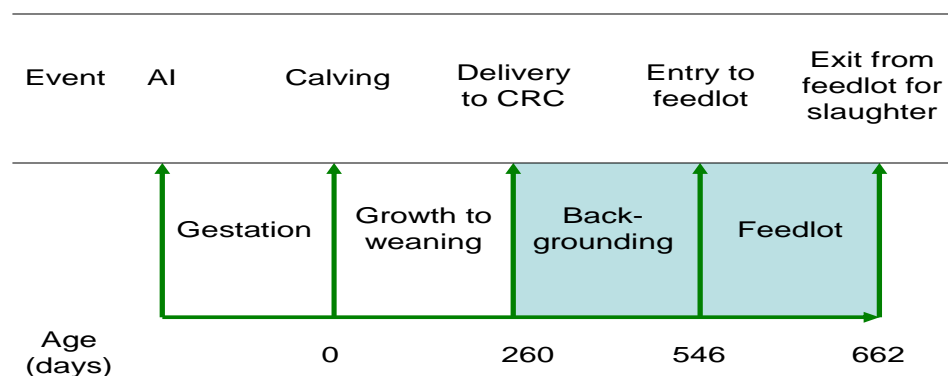 Event AI Calving Delivery to CRC Entry to feedlot Exit from feedlot for slaughter
Gestation Growth to weaning Back-grounding Feedlot
Age (days) 0 260 546 662